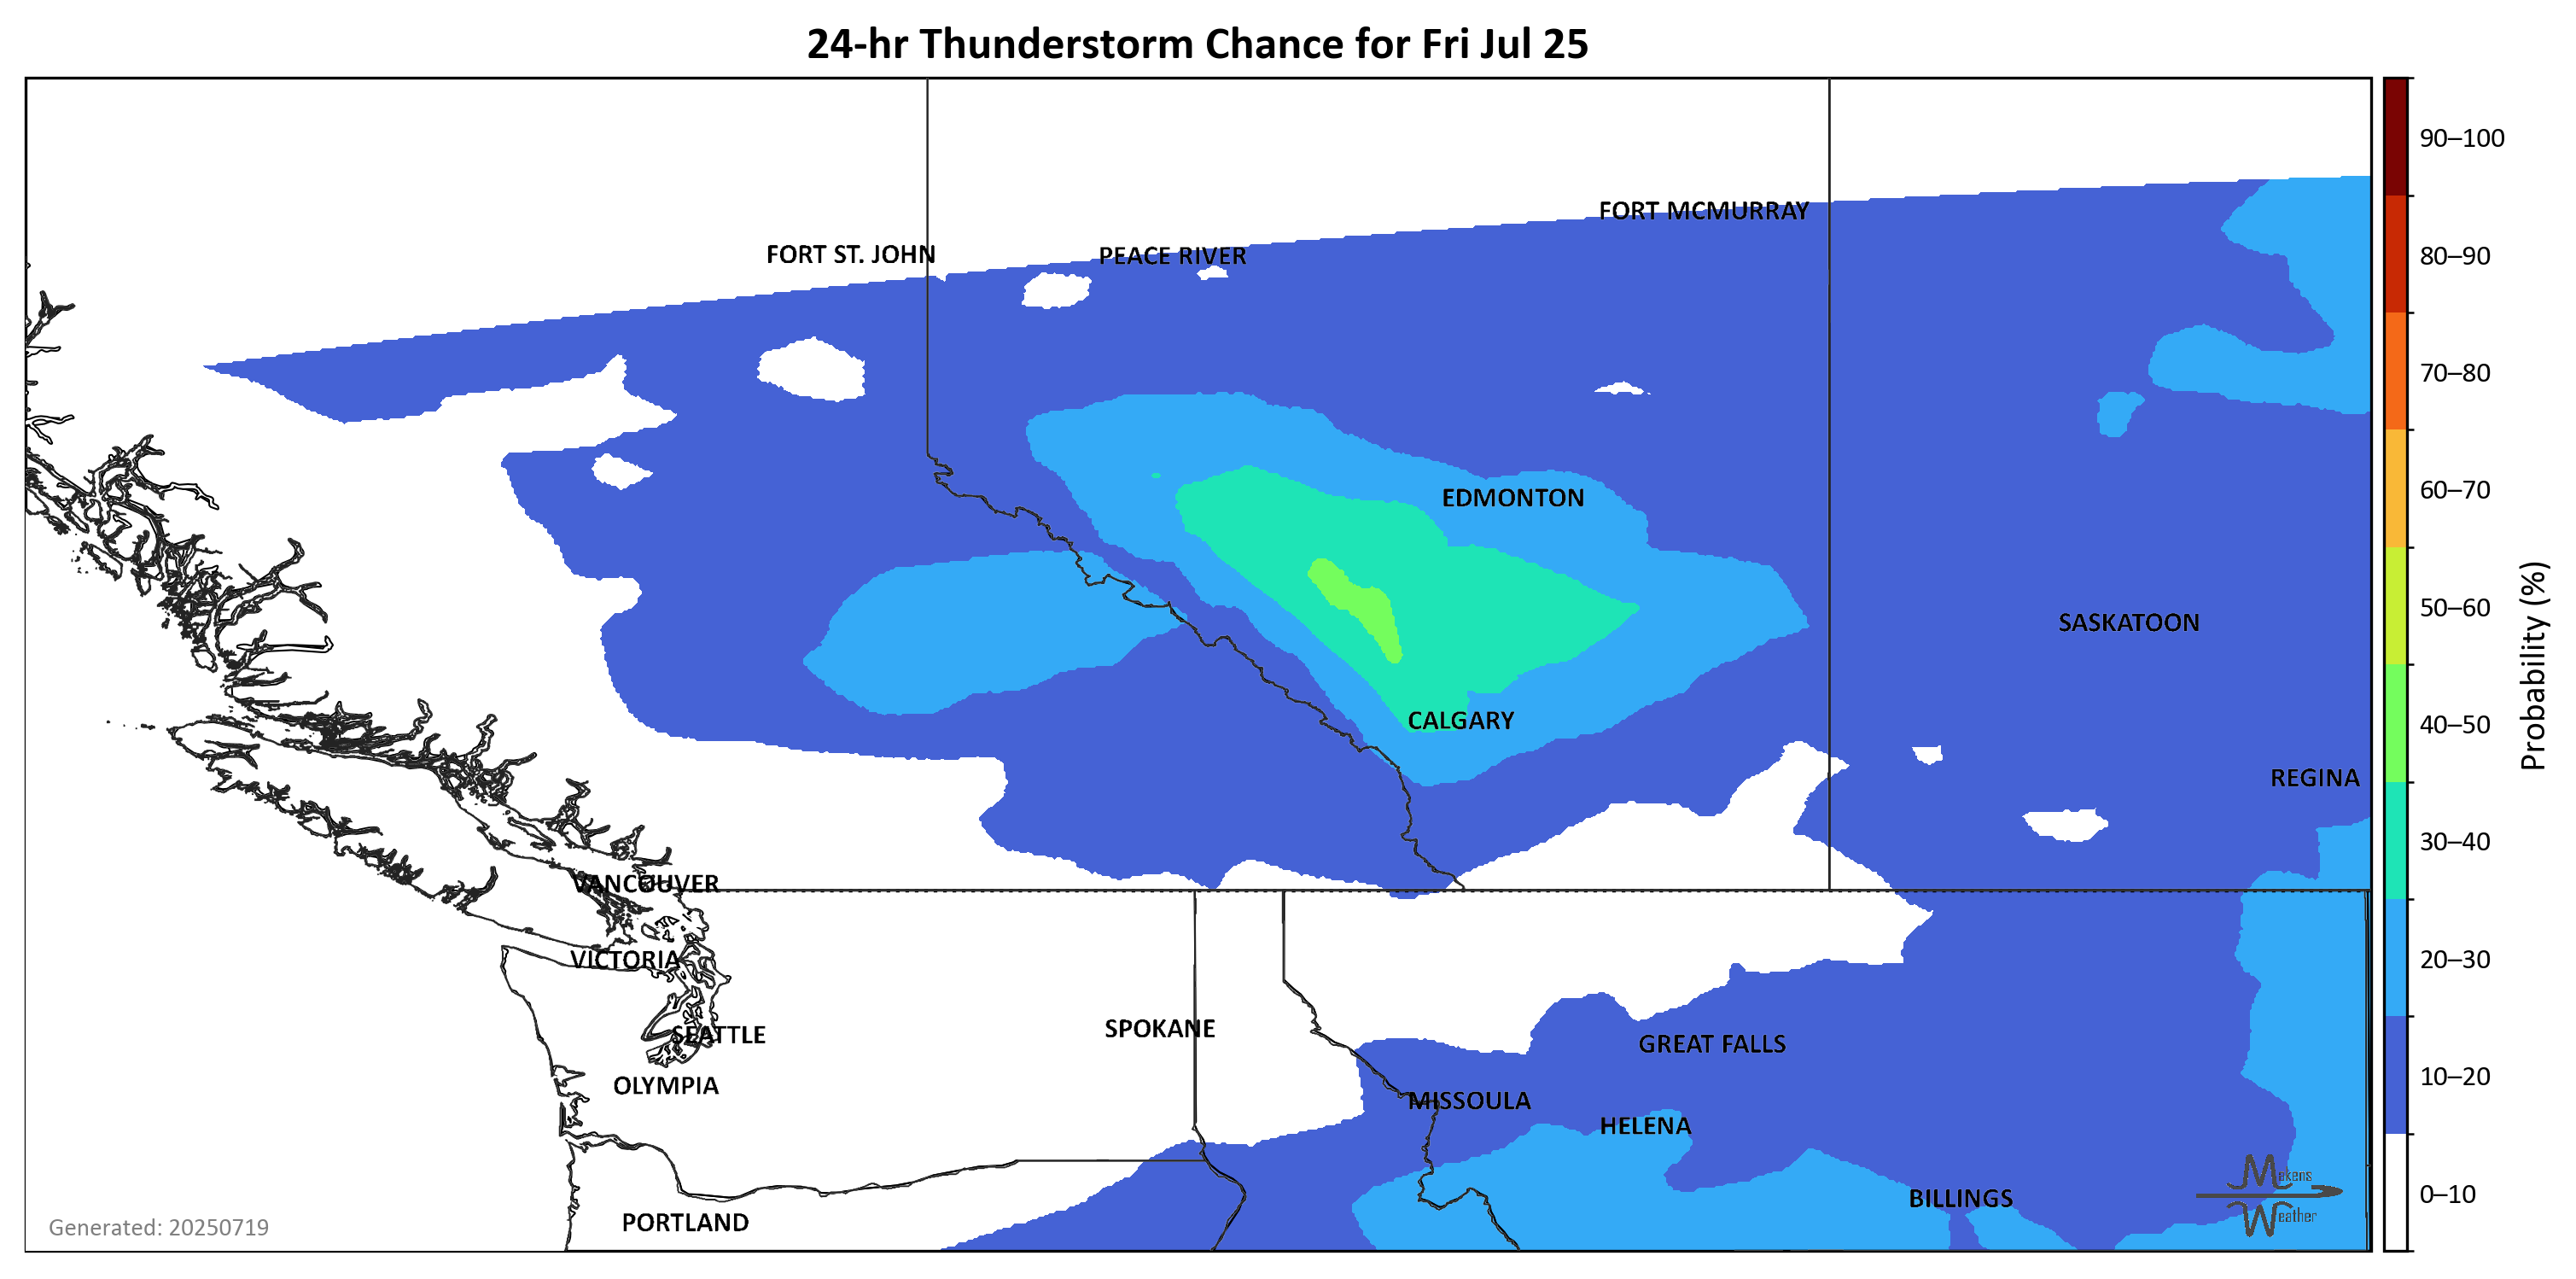 24-hr Thunderstorm Chance for Fri Jul 25
FORT MCMURRAY
FORT ST. JOHN
PEACE RIVER
EDMONTON
SASKATOON
CALGARY
REGINA
VANCOUVER
VICTORIA
SPOKANE
SEATTLE
GREAT FALLS
OLYMPIA
MISSOULA
HELENA
BILLINGS
PORTLAND
Generated: 20250719
Mekens
Weather
90–100
80–90
70–80
60–70
50–60
40–50
30–40
20–30
10–20
0–10
Probability (%)